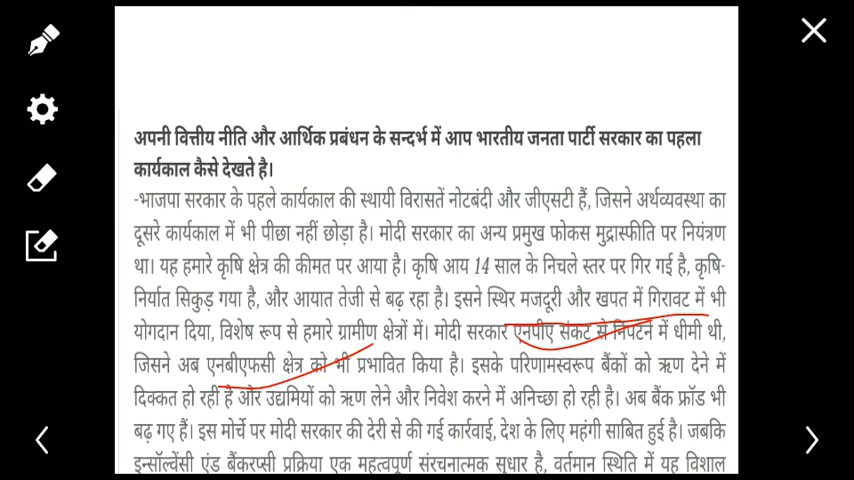 अपनी वित्तीय नीति और आर्थिक प्रबंधन के सन्दर्भ में आप भारतीय जनता पार्टी सरकार का पहला
कार्यकाल कैसे देखते है।
-भाजपा सरकार के पहले कार्यकाल की स्थायी विरासतें नोटबंदी और जीएसटी हैं, जिसने अर्थव्यवस्था का
दूसरे कार्यकाल में भी पीछा नहीं छोड़ा है। मोदी सरकार का अन्य प्रमुख फोकस मुद्रास्फीति पर नियंत्रण
था। यह हमारे कृषि क्षेत्र की कीमत पर आया है। कृषि आय 14 साल के निचले स्तर पर गिर गई है, कृषि-
निर्यात सिकुड़ गया है, और आयात तेजी से बढ़ रहा है। इसने स्थिर मजदूरी और खपत में गिरावट में भी
योगदान दिया, विशेष रूप से हमारे ग्रामीण क्षेत्रों में। मोदी सरकार एनपीए संकट से निपटने में धीमी थी,
जिसने अब एनबीएफसी क्षेत्र को भी प्रभावित किया है। इसके परिणामस्वरूप बैंकों को ऋण देने में
दिक्कत हो रही है और उद्यमियों को ऋण लेने और निवेश करने में अनिच्छा हो रही है। अब बैंक फ्रॉड भी
बढ़ गए हैं। इस मोर्चे पर मोदी सरकार की देरी से की गई कार्रवाई, देश के लिए महंगी साबित हुई है। जबकि
इन्सॉल्वेंसी एंड बैंकरप्सी प्रक्रिया एक महत्वपूर्ण संरचनात्मक सुधार है, वर्तमान स्थिति में यह विशाल